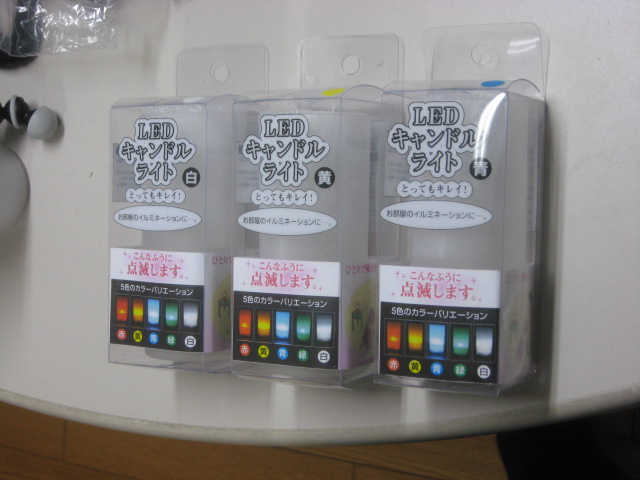 LED
キャンドル
ライト 白
とってもキレイ!
お部屋のイルミネーションに…。
こんなふうに
点滅します。
5色のカラーバリエーション
赤 黄 青 緑 白
LED
キャンドル
ライト 黄
とってもキレイ!
お部屋のイルミネーションに…。
こんなふうに
点滅します。
5色のカラーバリエーション
赤 黄 青 緑 白
LED
キャンドル
ライト 青
とってもキレイ!
お部屋のイルミネーションに…。
こんなふうに
点滅します。
5色のカラーバリエーション
赤 黄 青 緑 白